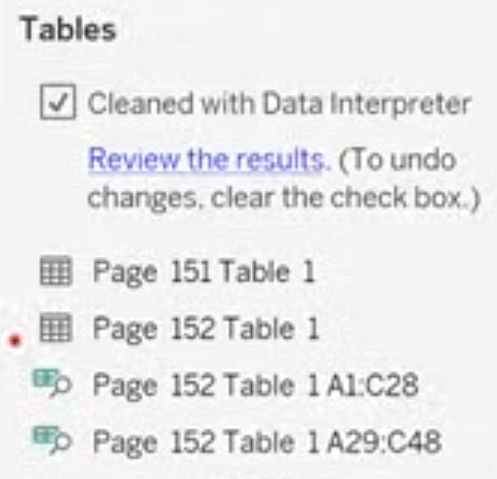 Tables
Cleaned with Data Interpreter
Review the results. (To undo
changes, clear the check box.)
Page 151 Table 1
Page 152 Table 1
Page 152 Table 1 A1:C28
Page 152 Table 1 A29:C48